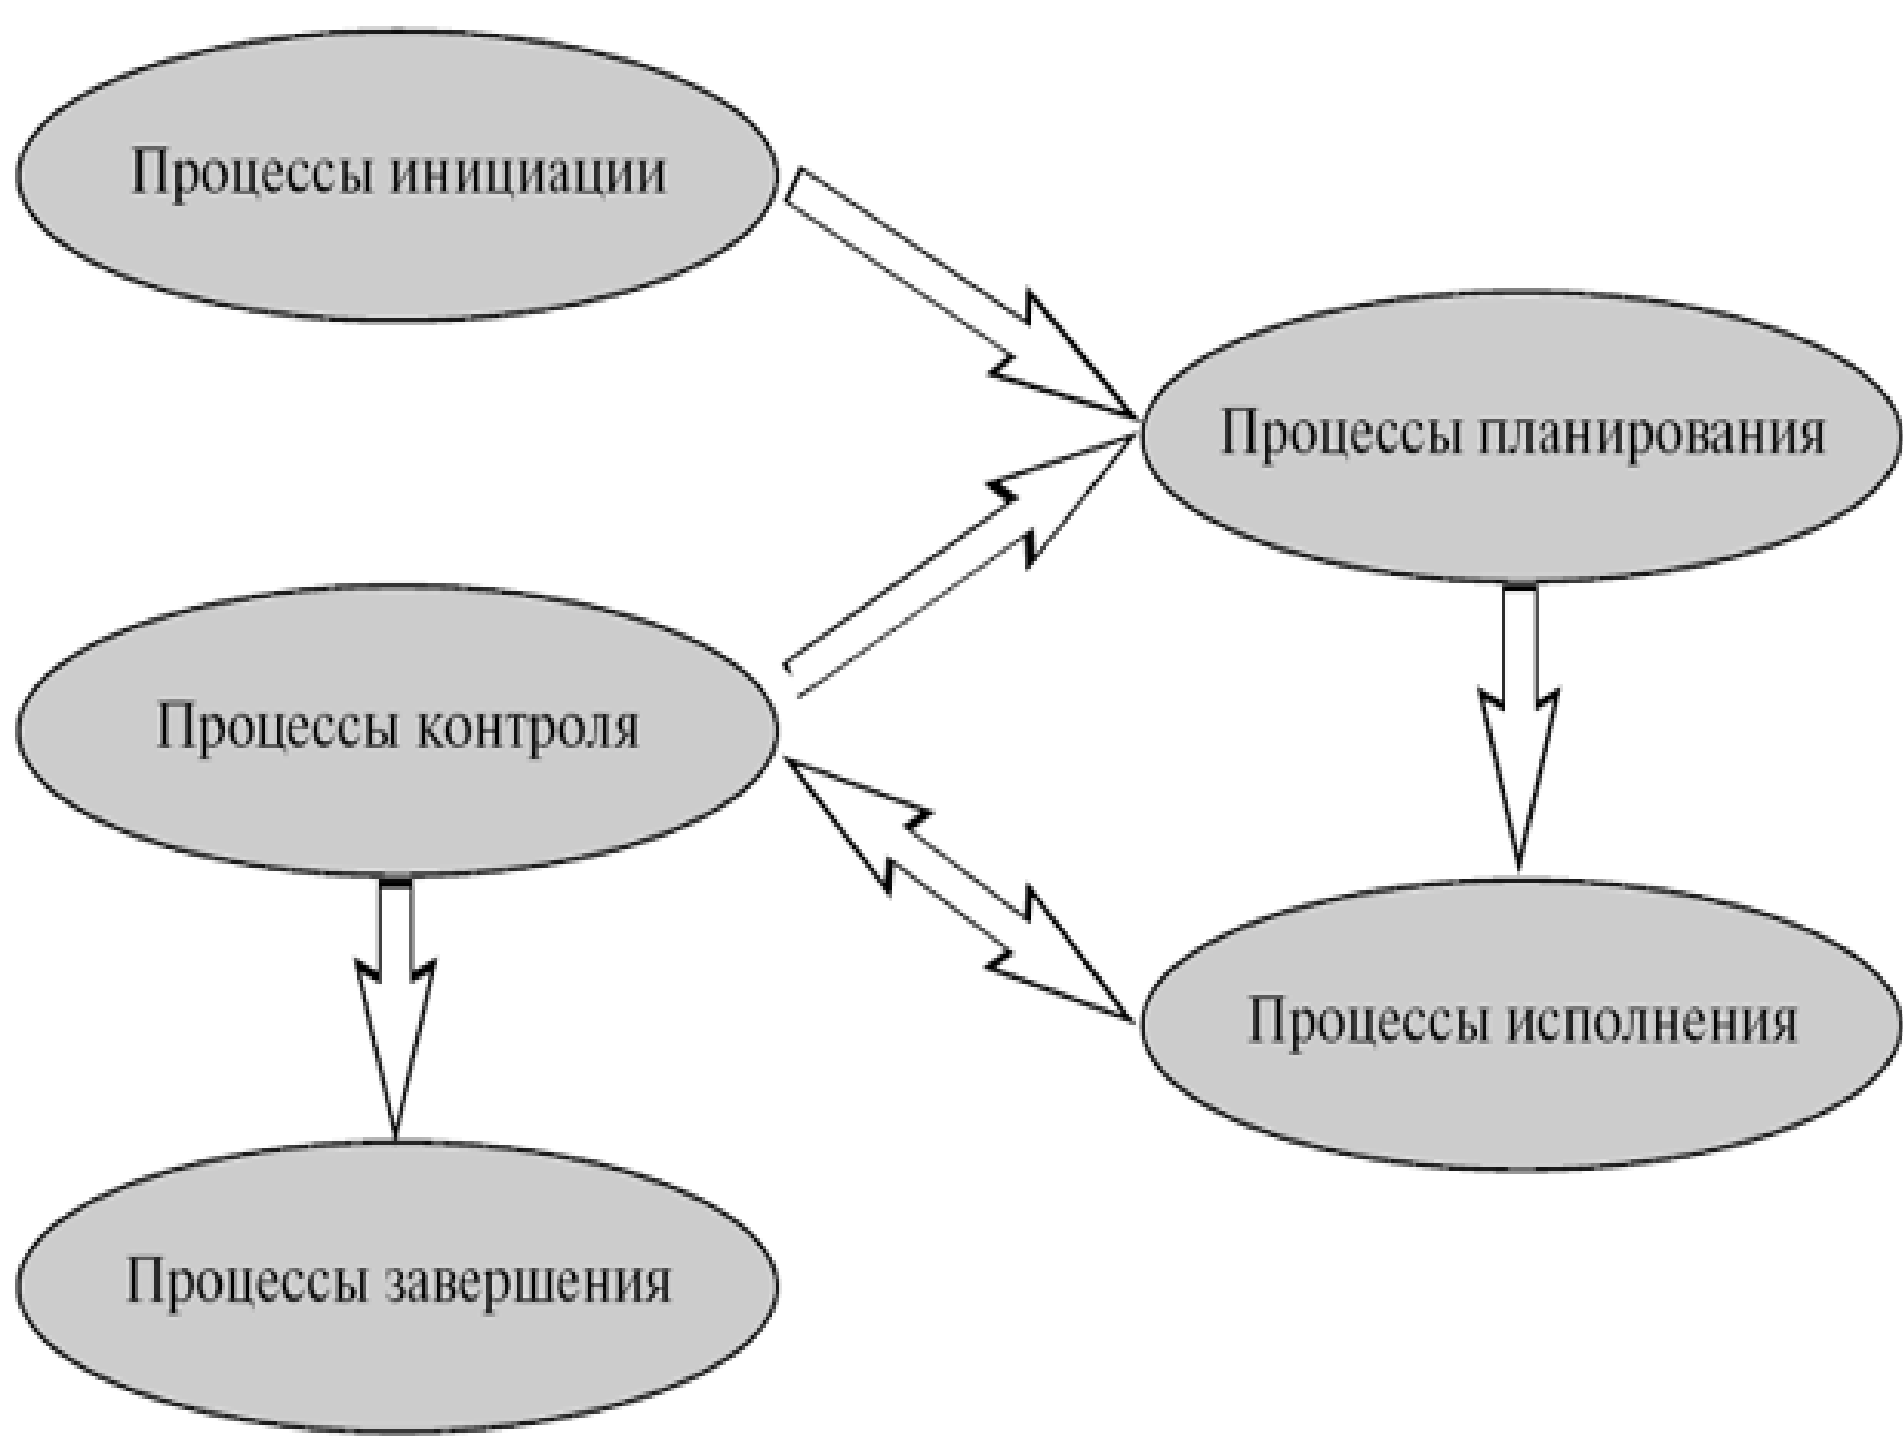 Процессы инициации
Процессы планирования
Процессы контроля
Процессы исполнения
Процессы завершения